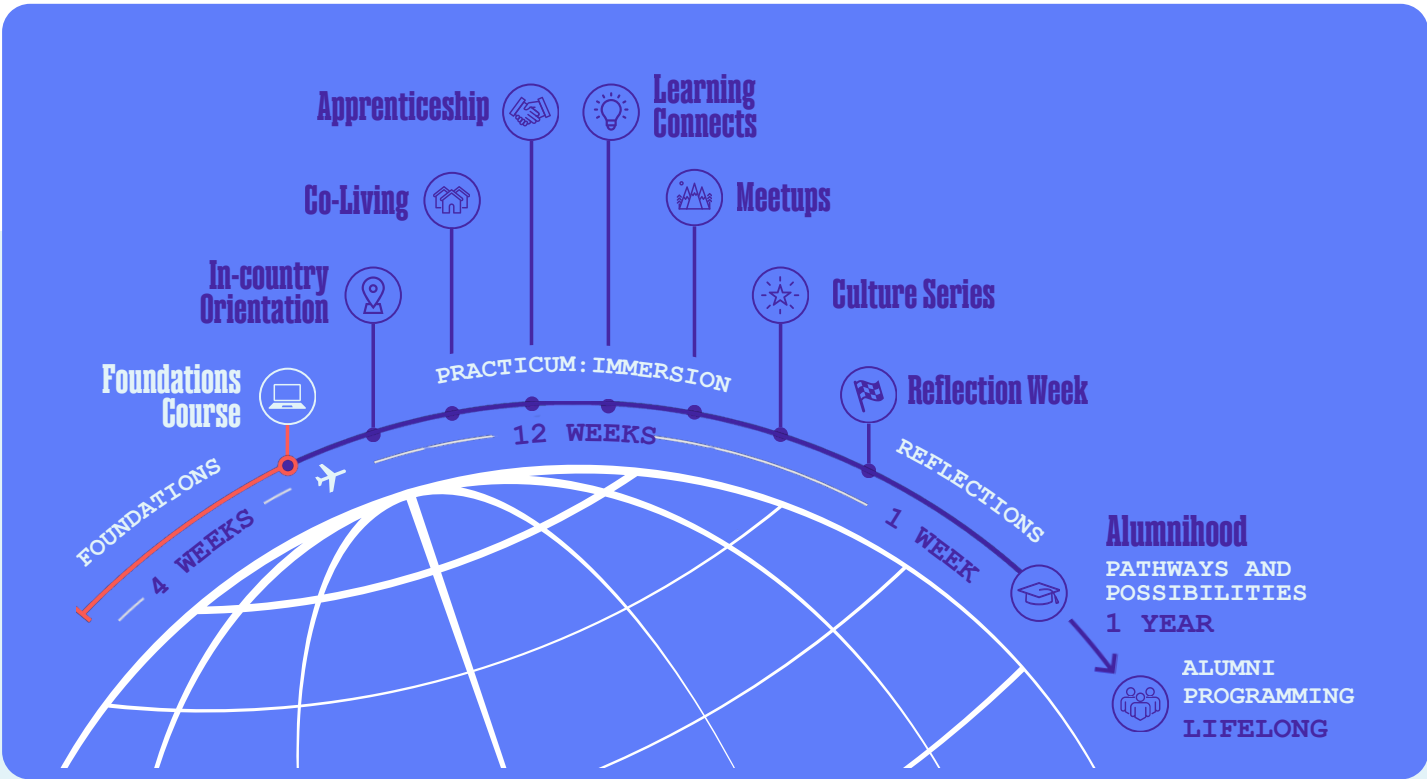 Apprenticeship
Learning
Connects
Co-Living
Meetups
In-country
Orientation
Culture Series
Foundations
Course
PRACTICUM: IMMERSION
Reflection Week
12 WEEKS
FOUNDATIONS
4 WEEKS
REFLECTIONS
1 WEEK
Alumnihood
PATHWAYS AND
POSSIBILITIES
1 YEAR
ALUMNI
PROGRAMMING
LIFELONG